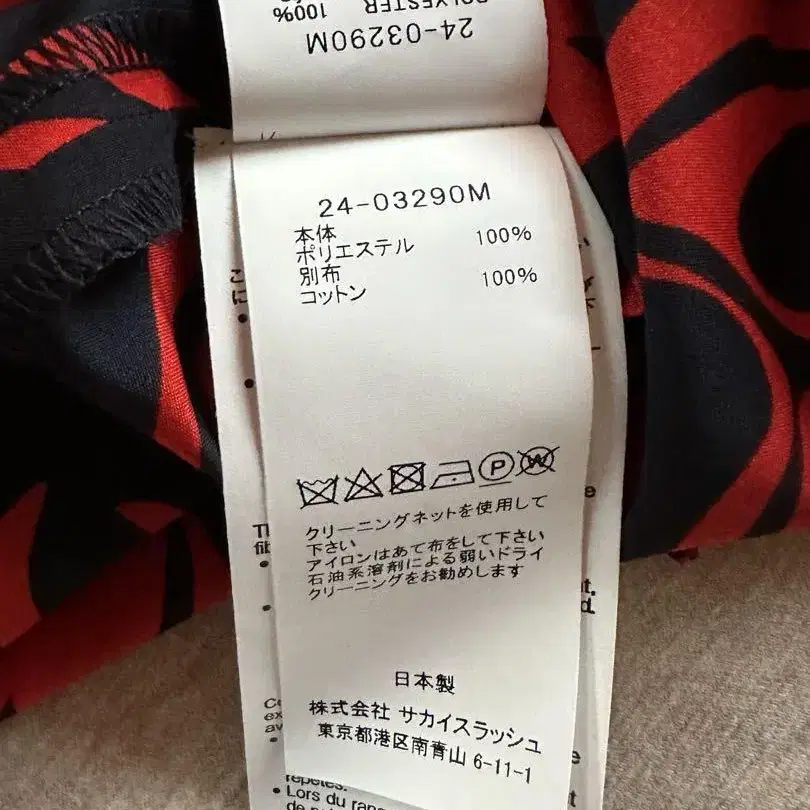 100%
POLYESTER
24-03290M
24-03290M
本体
ポリエステル 100%
別布
コットン 100%
P W
クリーニングネットを使用して
下さい
アイロンはあて布をして下さい
石油系溶剤による弱いドライ
クリーニングをお勧めします
日本製
株式会社 サカイスラッシュ
東京都港区南青山 6-11-1
répétés.
• Lors du